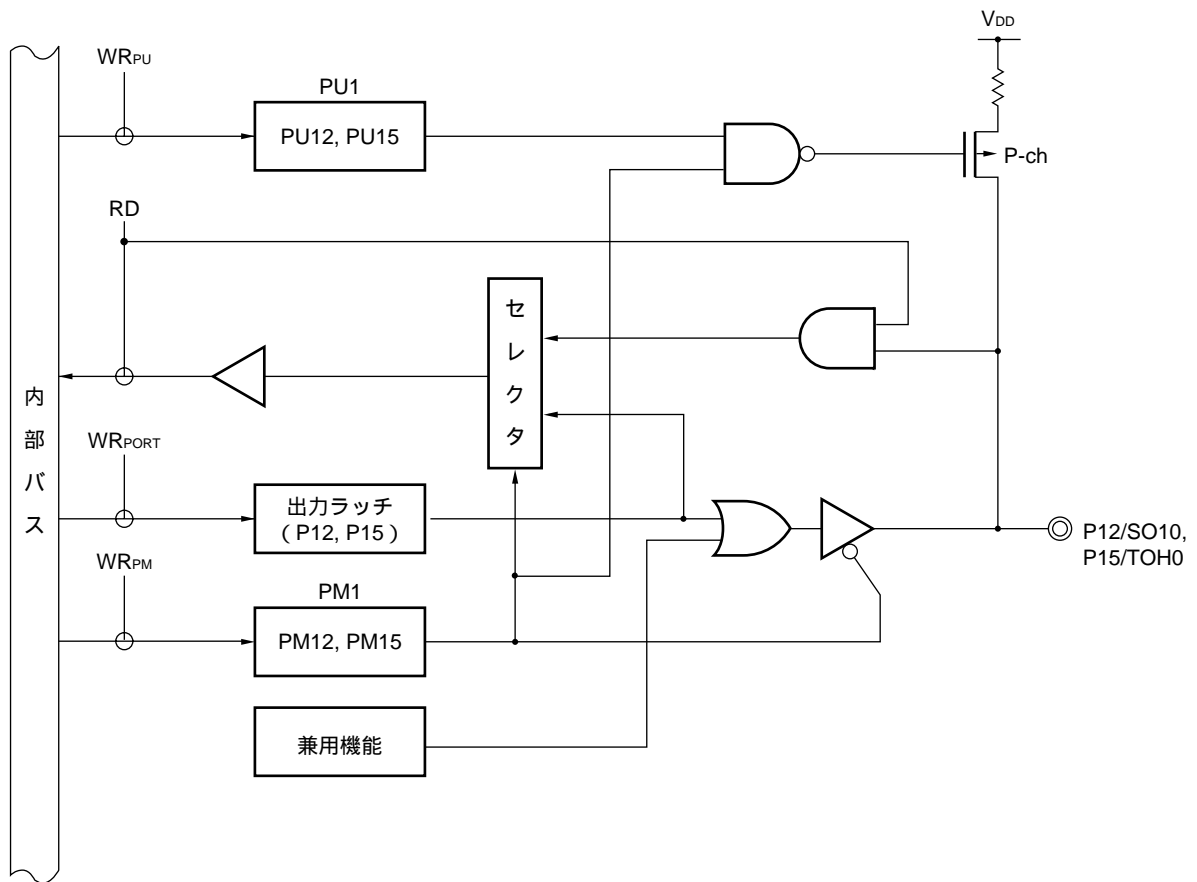 VDD
WRPU
PU1
PU12, PU15
P-ch
RD
セレクタ
内部バス
WRPORT
出力ラッチ
（P12, P15）
P12/SO10,
P15/TOH0
WRPM
PM1
PM12, PM15
兼用機能